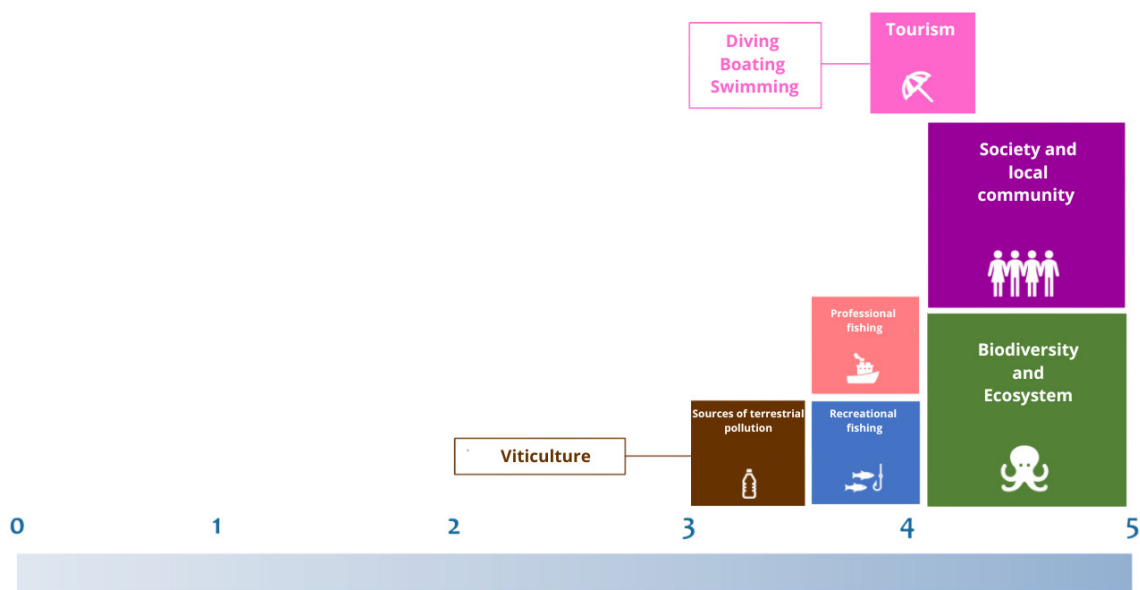 Tourism
Diving
Boating
Swimming
Society and
local
community
Professional
fishing
Biodiversity
and
Ecosystem
Sources of terrestrial
pollution
Recreational
fishing
Viticulture
0 1 2 3 4 5